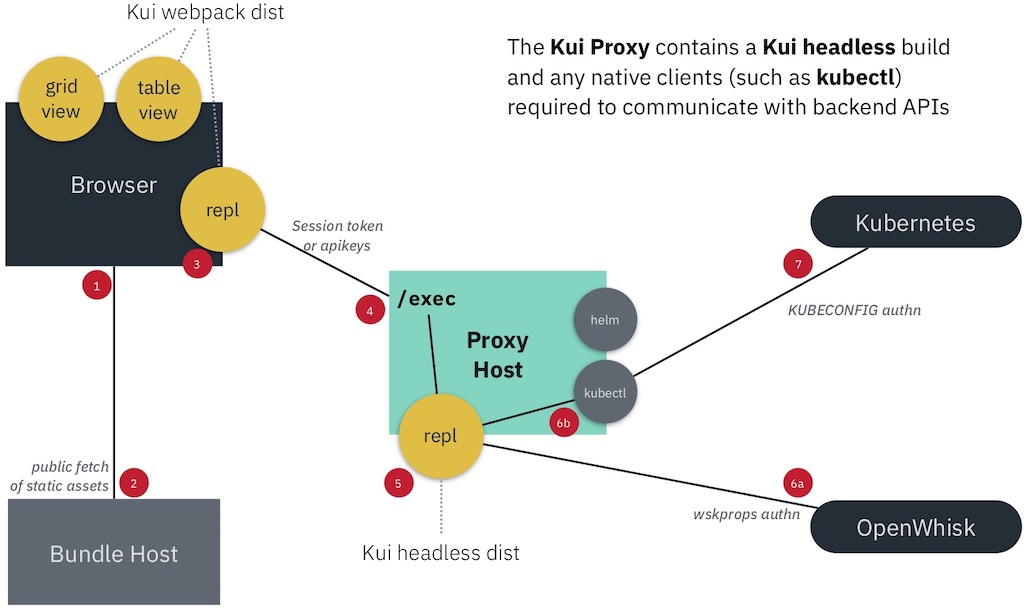 Kui webpack dist
The Kui Proxy contains a Kui headless build
and any native clients (such as kubectl)
required to communicate with backend APIs
grid
view
table
view
Browser
repl
3
1
Session token
or apikeys
4
/exec
Proxy
Host
helm
kubectl
6b
repl
5
Kui headless dist
Kubernetes
7
KUBECONFIG authn
6a
wskprops authn
OpenWhisk
public fetch
of static assets
2
Bundle Host